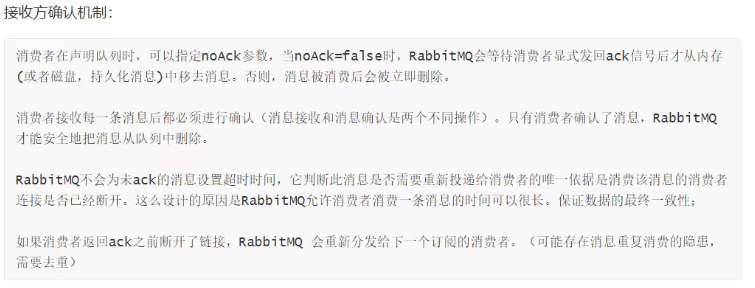 接收方确认机制：
消费者在声明队列时，可以指定noAck参数，当noAck=false时，RabbitMQ会等待消费者显式发回ack信号后才从内存
(或者磁盘，持久化消息)中移去消息。否则，消息被消费后会被立即删除。
消费者接收每一条消息后都必须进行确认（消息接收和消息确认是两个不同操作）。只有消费者确认了消息，RabbitMQ
才能安全地把消息从队列中删除。
RabbitMQ不会为未ack的消息设置超时时间，它判断此消息是否需要重新投递给消费者的唯一依据是消费该消息的消费者
连接是否已经断开。这么设计的原因是RabbitMQ允许消费者消费一条消息的时间可以很长。保证数据的最终一致性；
如果消费者返回ack之前断开了链接，RabbitMQ 会重新分发给下一个订阅的消费者。（可能存在消息重复消费的隐患，
需要去重）